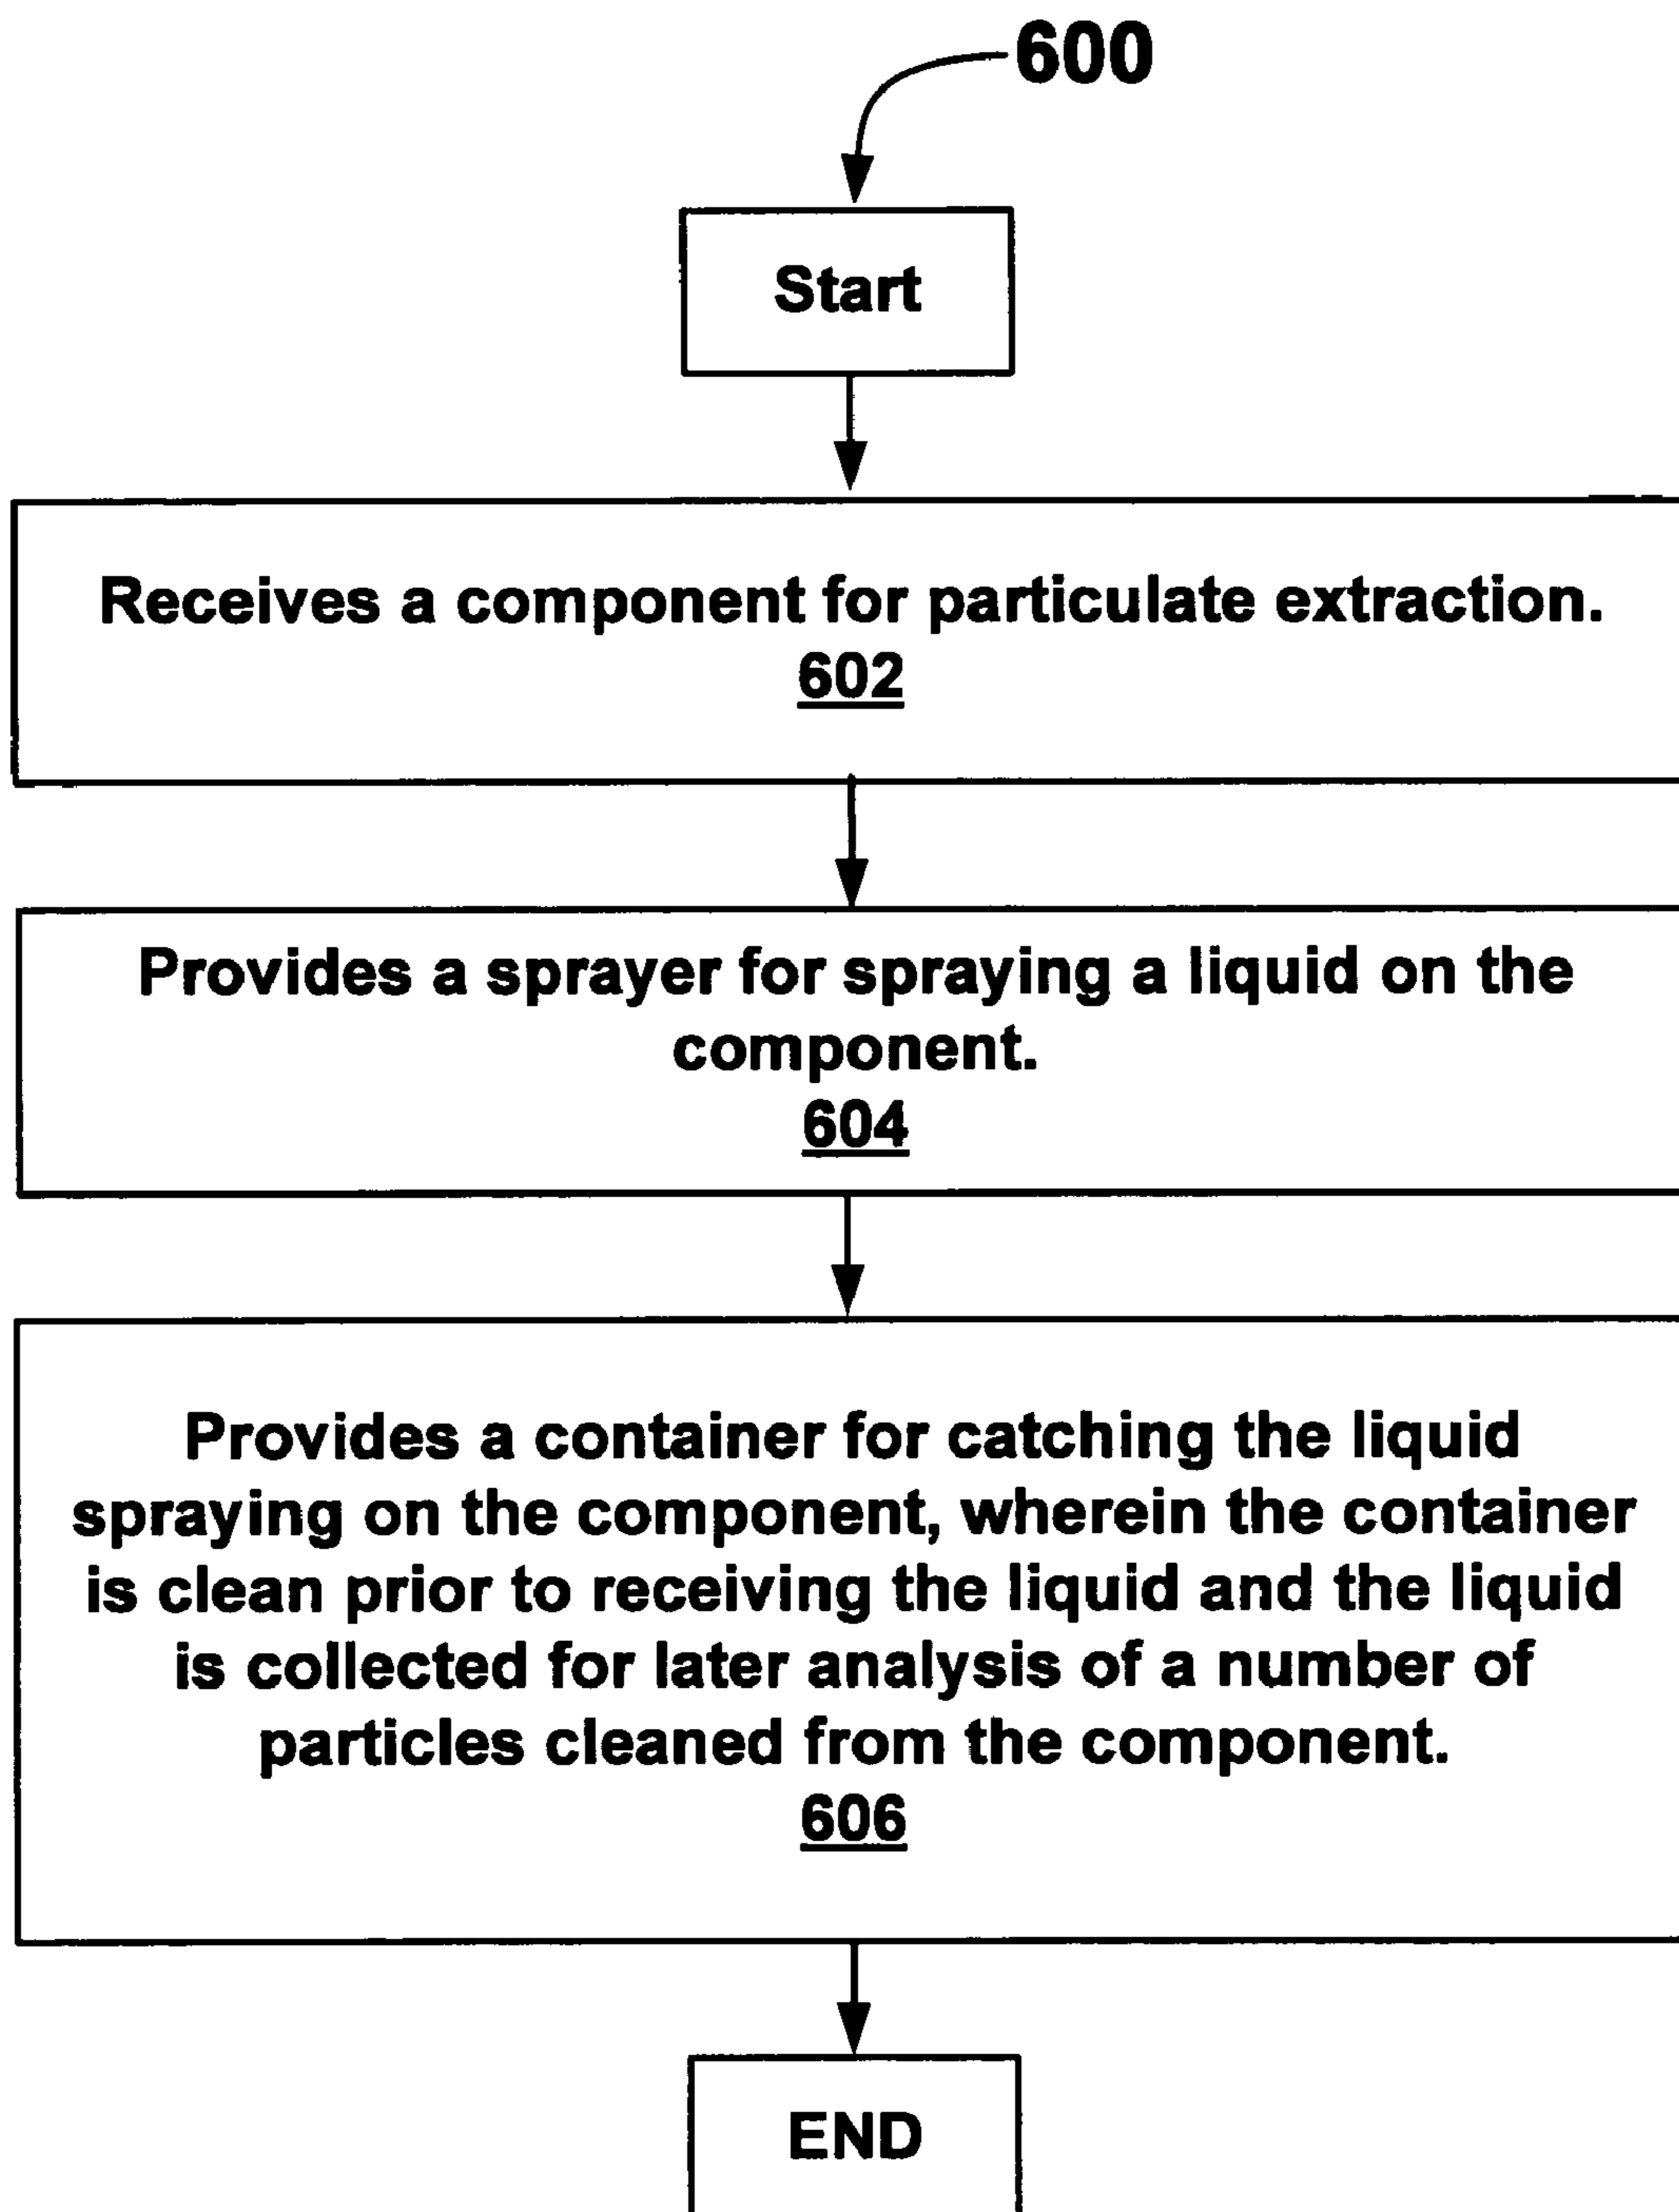 600
Start
Receives a component for particulate extraction.
602
Provides a sprayer for spraying a liquid on the
component.
604
Provides a container for catching the liquid
spraying on the component, wherein the container
is clean prior to receiving the liquid and the liquid
is collected for later analysis of a number of
particles cleaned from the component.
606
END